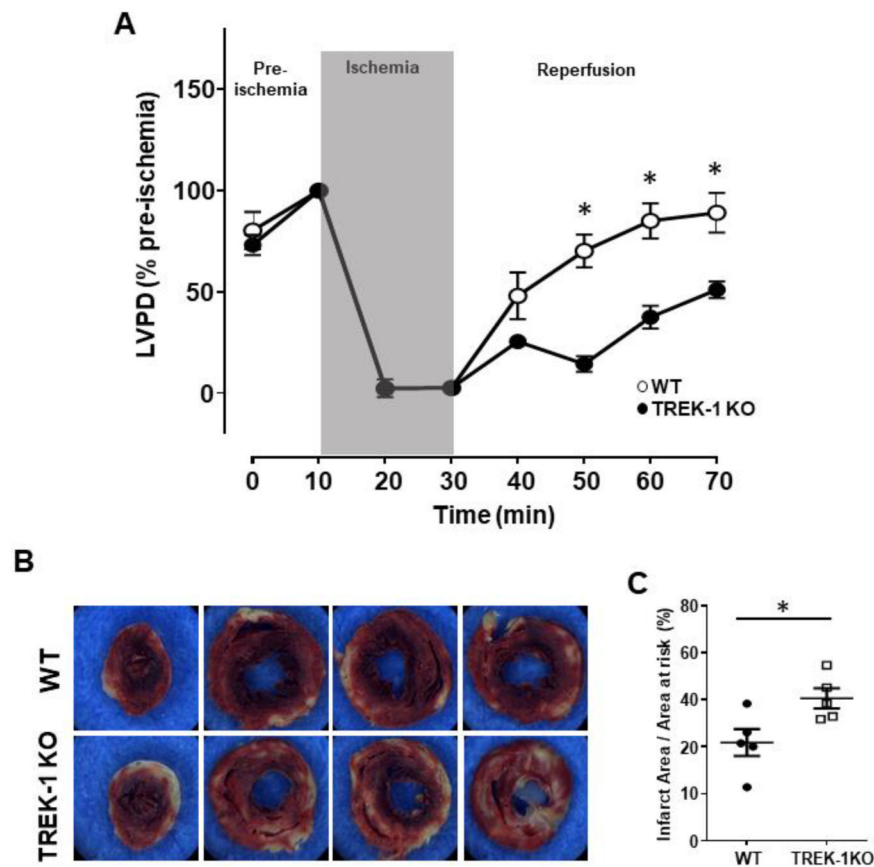 A
Pre-
ischemia
Ischemia
Reperfusion
LVPD (% pre-ischemia)
150
100
50
0
*
*
*
WT
TREK-1 KO
0 10 20 30 40 50 60 70
Time (min)
B
WT
TREK-1 KO
C
Infarct Area / Area at risk (%)
80
60
40
20
10
0
*
WT TREK-1KO